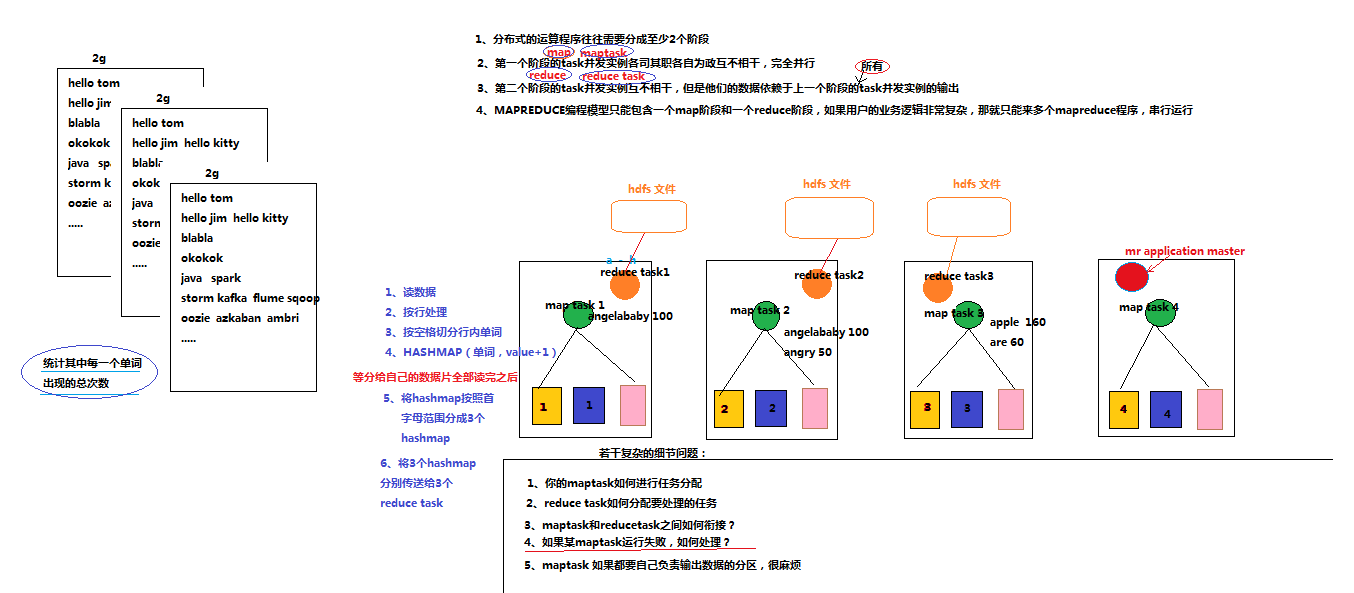 1、分布式的运算程序往往需要分成至少2个阶段
map maptask
2、第一个阶段的task并发实例各司其职各自为政互不相干，完全并行
reduce reduce task 所有
3、第二个阶段的task并发实例互不相干，但是他们的数据依赖于上一个阶段的task并发实例的输出
4、MAPREDUCE编程模型只能包含一个map阶段和一个reduce阶段，如果用户的业务逻辑非常复杂，那就只能来多个mapreduce程序，串行运行
2g
hello tom
hello jim
blabla
okokok
java sp
storm k
oozie az
.....
2g
hello tom
hello jim hello kitty
blabla
okok
java
storm
oozie
.....
2g
hello tom
hello jim hello kitty
blabla
okokok
java spark
storm kafka flume sqoop
oozie azkaban ambri
.....
统计其中每一个单词
出现的总次数
1、读数据
2、按行处理
3、按空格切分行内单词
4、HASHMAP（单词，value+1）
等分给自己的数据片全部读完之后
5、将hashmap按照首
字母范围分成3个
hashmap
6、将3个hashmap
分别传送给3个
reduce task
hdfs 文件
a - h
reduce task1
map task 1
angelababy 100
1
1
hdfs 文件
reduce task2
map task 2
angelababy 100
angry 50
2
2
hdfs 文件
reduce task3
map task 3
apple 160
are 60
3
3
mr application master
map task 4
4
4
若干复杂的细节问题：
1、你的maptask如何进行任务分配
2、reduce task如何分配要处理的任务
3、maptask和reducetask之间如何衔接？
4、如果某maptask运行失败，如何处理？
5、maptask 如果都要自己负责输出数据的分区，很麻烦